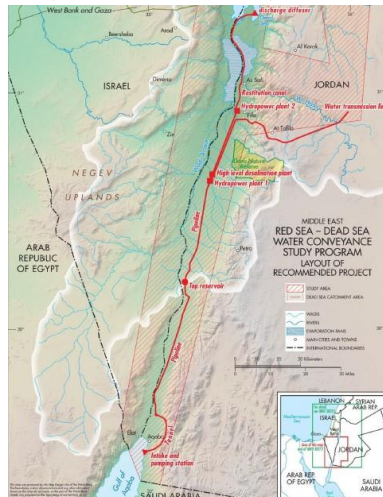 West Bank and Gaza
discharge diffuser
Beersheba
Arad
Al Karak
Dimona
ISRAEL
As Safi
JORDAN
Restitution canal
Hydropower plant 2
Fifa
Water transmission
At Tafila
Zin
Dana Nature
Reserve
High level desalination plant
Hydropower plant 1
NEGEV
UPLANDS
Pipeline
Petra
ARAB
REPUBLIC
OF EGYPT
Tap reservoir
Pipeline
MIDDLE EAST
RED SEA – DEAD SEA
WATER CONVEYANCE
STUDY PROGRAM
LAYOUT OF
RECOMMENDED PROJECT
STUDY AREA
DEAD SEA CATCHMENT AREA
WADIS
RIVERS
EVAPORATION PANS
MAIN CITIES AND TOWNS
INTERNATIONAL BOUNDARIES
Eilat
Aqaba
Tunnel
Intake and
pumping station
Gulf of
Aqaba
SAUDI ARABIA
LEBANON
SYRIAN
ARAB REP.
Mediterranean
Sea
ISRAEL
JORDAN
ARAB REP.
OF EGYPT
SAUDI
ARABIA